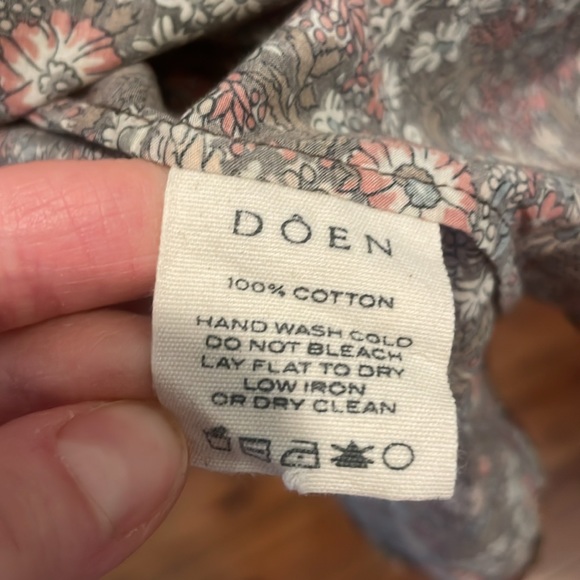 DÔEN
100% COTTON
HAND WASH COLD
DO NOT BLEACH
LAY FLAT TO DRY
LOW IRON
OR DRY CLEAN